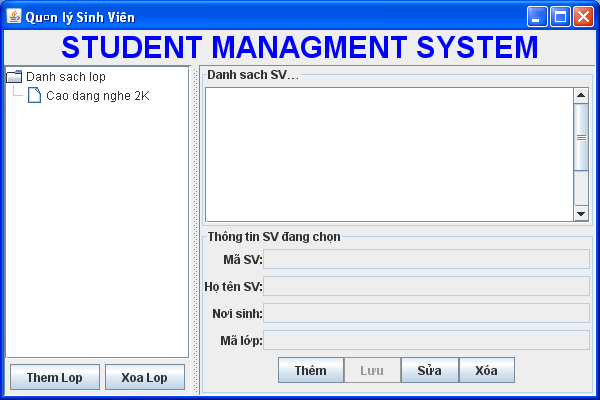 Qu¤n lý Sinh Viên
STUDENT MANAGMENT SYSTEM
Danh sach lop
Cao dang nghe 2K
Them Lop
Xoa Lop
Danh sach SV...
Thông tin SV đang chọn
Mã SV:
Họ tên SV:
Nơi sinh:
Mã lớp:
Thêm
Lưu
Sửa
Xóa